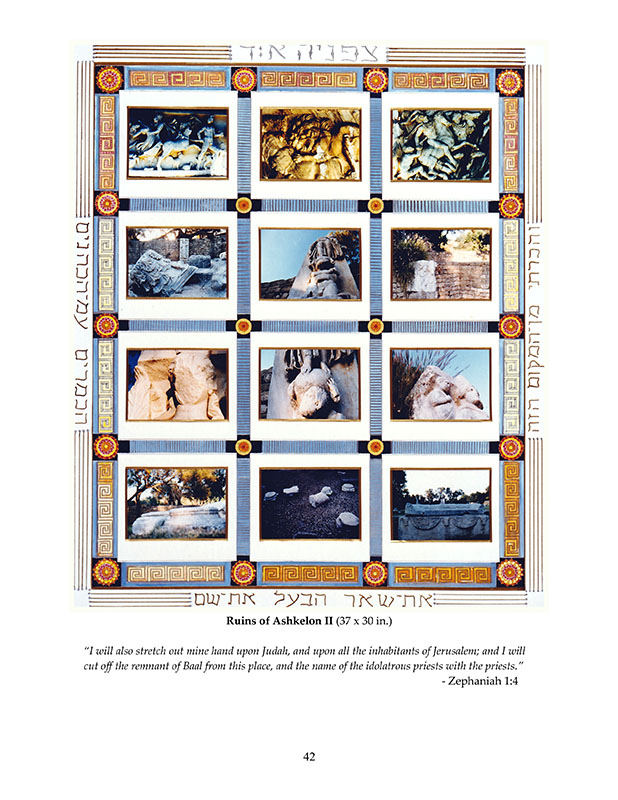 צפניה א:ד
והכרתי מן המקום הזה
את־שאר הבעל את־שם
הכמרים עם־הכהנים
Ruins of Ashkelon II (37 x 30 in.)
“I will also stretch out mine hand upon Judah, and upon all the inhabitants of Jerusalem; and I will
cut off the remnant of Baal from this place, and the name of the idolatrous priests with the priests.”
- Zephaniah 1:4
42